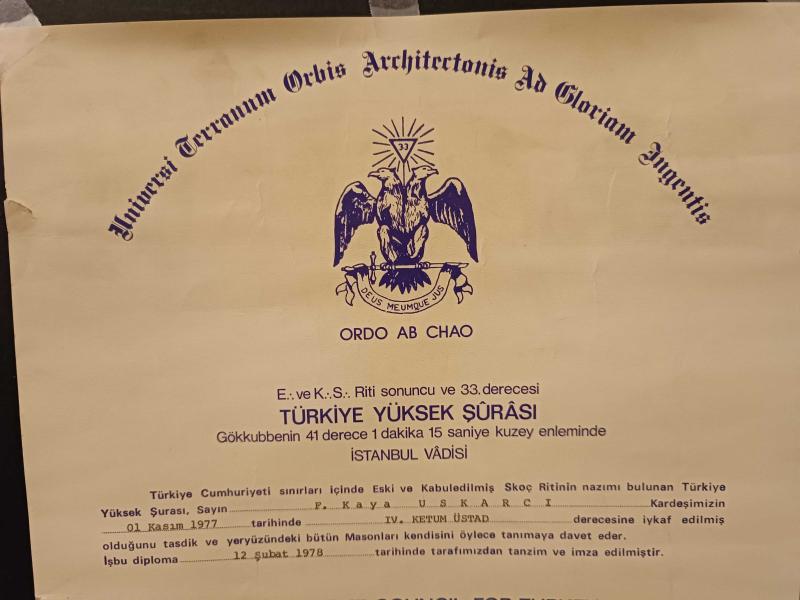 Universi Terranum Orbis Architectonis Ad Gloriam Ingentis
33
DEUS MEUMQUE JUS
ORDO AB CHAO
E∴ ve K∴S∴ Riti sonuncu ve 33. derecesi
TÜRKİYE YÜKSEK ŞÛRÂSI
Gökkubbenin 41 derece 1 dakika 15 saniye kuzey enleminde
İSTANBUL VÂDİSİ
Türkiye Cumhuriyeti sınırları içinde Eski ve Kabuledilmiş Skoç Ritinin nazımı bulunan Türkiye
Yüksek Şurası, Sayın F. Kaya USKARCI Kardeşimizin
01 Kasım 1977 tarihinde IV. KETUM ÜSTAD derecesine iykaf edilmiş
olduğunu tasdik ve yeryüzündeki bütün Masonları kendisini öylece tanımaya davet eder.
İşbu diploma 12 Şubat 1978 tarihinde tarafımızdan tanzim ve imza edilmiştir.
COUNCIL FOR